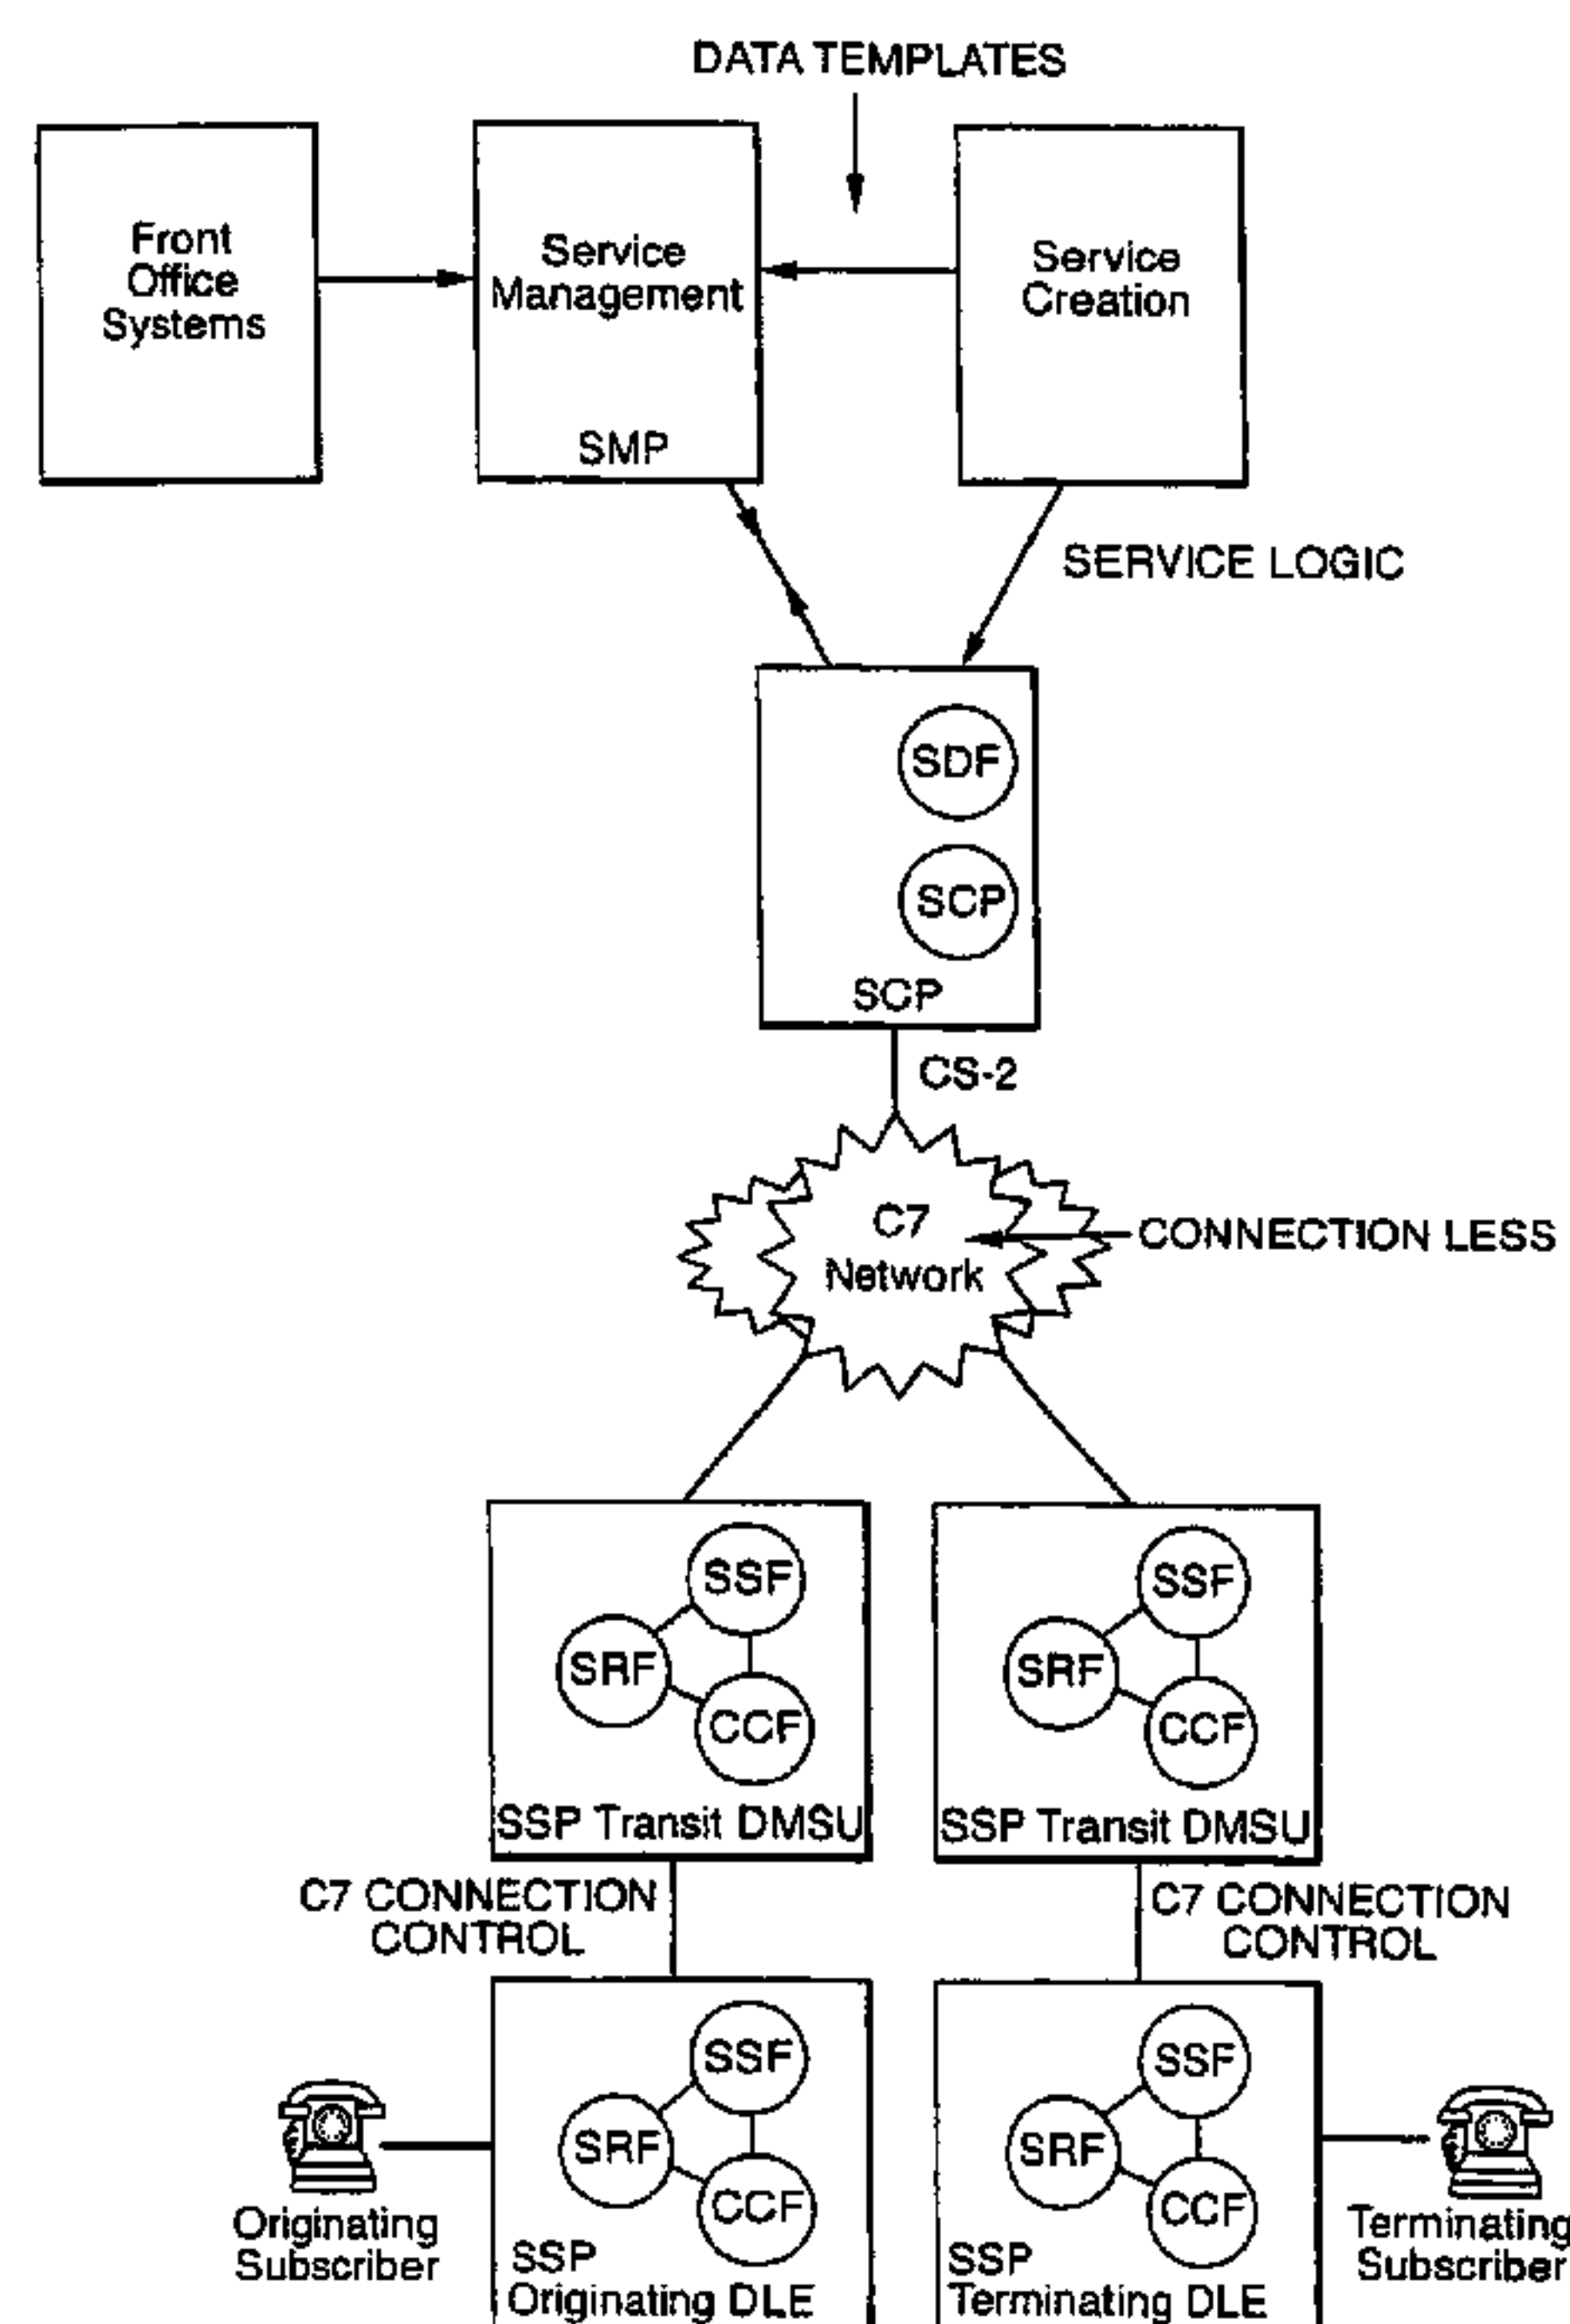 DATA TEMPLATES
Front
Office
Systems
Service
Management
SMP
Service
Creation
SERVICE LOGIC
SDF
SCP
SCP
CS-2
C7
Network
CONNECTION LESS
SSF
SRF
CCF
SSP Transit DMSU
SSF
SRF
CCF
SSP Transit DMSU
C7 CONNECTION
CONTROL
C7 CONNECTION
CONTROL
SSF
SRF
CCF
SSP
Originating DLE
SSF
SRF
CCF
SSP
Terminating DLE
Originating
Subscriber
Terminating
Subscriber